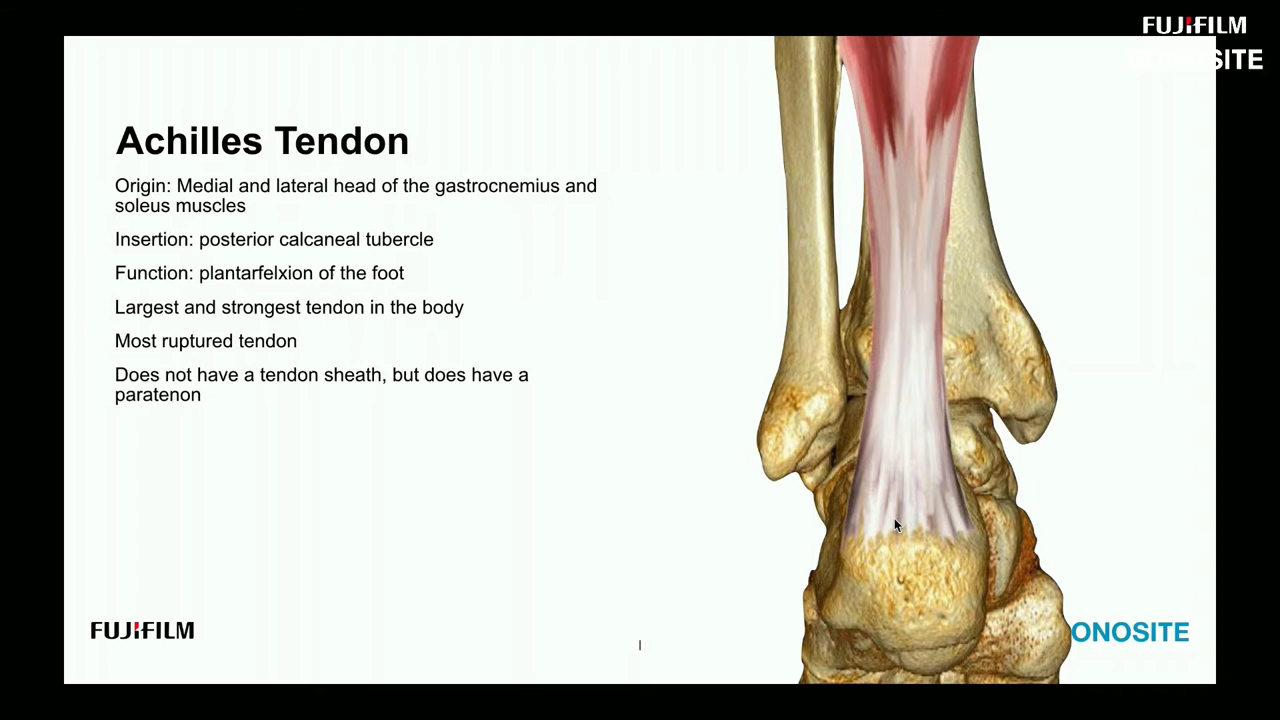 FUJIFILM
SITE
Achilles Tendon
Origin: Medial and lateral head of the gastrocnemius and
soleus muscles
Insertion: posterior calcaneal tubercle
Function: plantarfelxion of the foot
Largest and strongest tendon in the body
Most ruptured tendon
Does not have a tendon sheath, but does have a
paratenon
FUJIFILM
ONOSITE